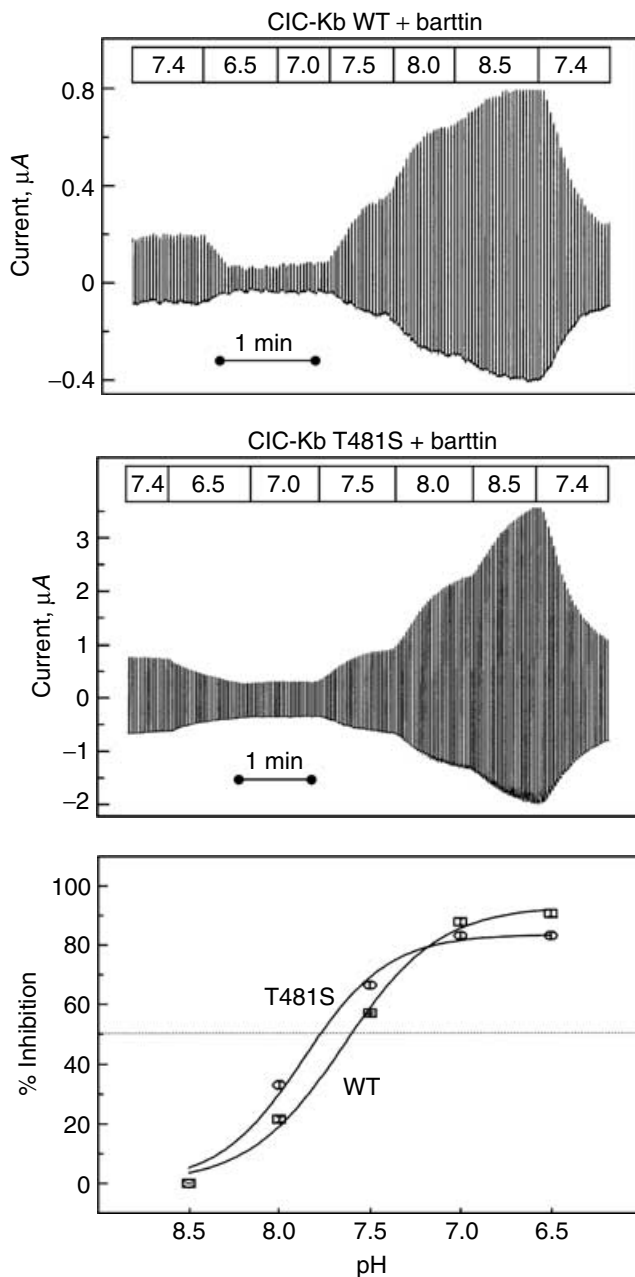 CIC-Kb WT + barttin
7.4 6.5 7.0 7.5 8.0 8.5 7.4
0.8
0.4
0
−0.4
Current, μA
1 min
CIC-Kb T481S + barttin
7.4 6.5 7.0 7.5 8.0 8.5 7.4
3
2
1
0
−1
−2
Current, μA
1 min
100
80
60
40
20
0
% Inhibition
T481S
WT
8.5 8.0 7.5 7.0 6.5
pH